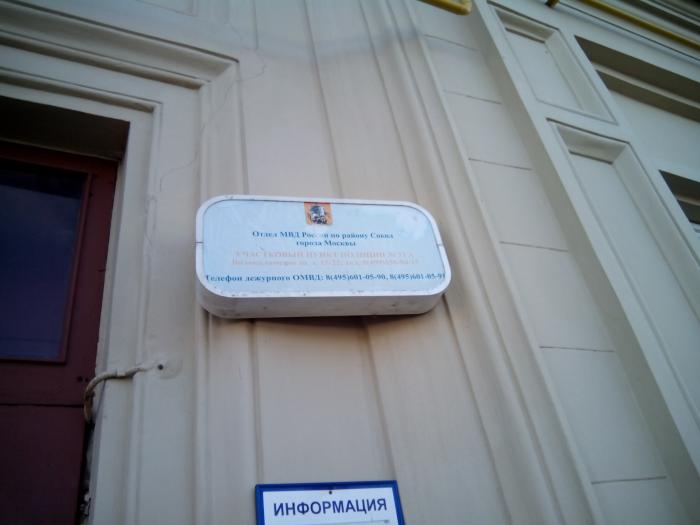 Отдел МВД России по району Сокол
города Москвы
УЧАСТКОВЫЙ ПУНКТ ПОЛИЦИИ
Телефон дежурного ОМВД: 8(495)601-05-90, 8(495)601-05-91
ИНФОРМАЦИЯ